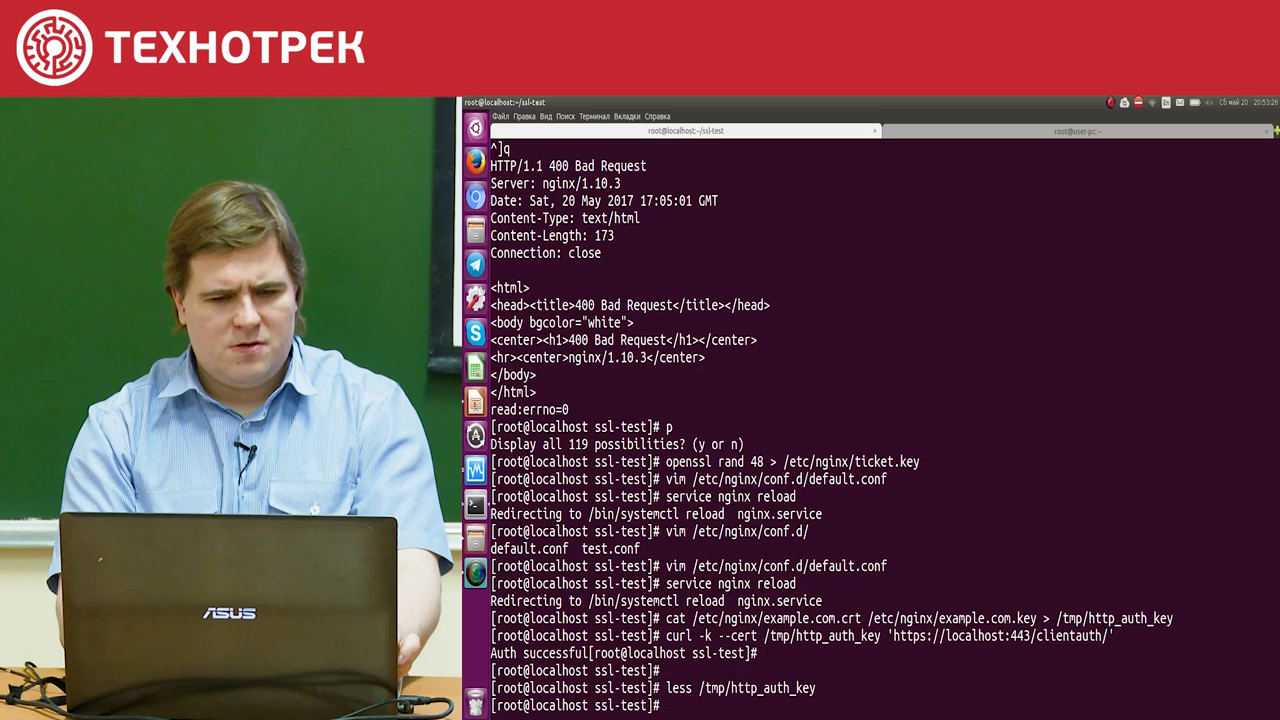 ТЕХНОТРЕК
root@localhost:~/ssl-test
Сб май 20 20:53:26
Файл Правка Вид Поиск Терминал Вкладки Справка
root@localhost:~/ssl-test
root@user-pc: ~
^]q
HTTP/1.1 400 Bad Request
Server: nginx/1.10.3
Date: Sat, 20 May 2017 17:05:01 GMT
Content-Type: text/html
Content-Length: 173
Connection: close
<html>
<head><title>400 Bad Request</title></head>
<body bgcolor="white">
<center><h1>400 Bad Request</h1></center>
<hr><center>nginx/1.10.3</center>
</body>
</html>
read:errno=0
[root@localhost ssl-test]# p
Display all 119 possibilities? (y or n)
[root@localhost ssl-test]# openssl rand 48 > /etc/nginx/ticket.key
[root@localhost ssl-test]# vim /etc/nginx/conf.d/default.conf
[root@localhost ssl-test]# service nginx reload
Redirecting to /bin/systemctl reload  nginx.service
[root@localhost ssl-test]# vim /etc/nginx/conf.d/
default.conf  test.conf
[root@localhost ssl-test]# vim /etc/nginx/conf.d/default.conf
[root@localhost ssl-test]# service nginx reload
Redirecting to /bin/systemctl reload  nginx.service
[root@localhost ssl-test]# cat /etc/nginx/example.com.crt /etc/nginx/example.com.key > /tmp/http_auth_key
[root@localhost ssl-test]# curl -k --cert /tmp/http_auth_key 'https://localhost:443/clientauth/'
Auth successful[root@localhost ssl-test]#
[root@localhost ssl-test]#
[root@localhost ssl-test]# less /tmp/http_auth_key
[root@localhost ssl-test]#
ASUS